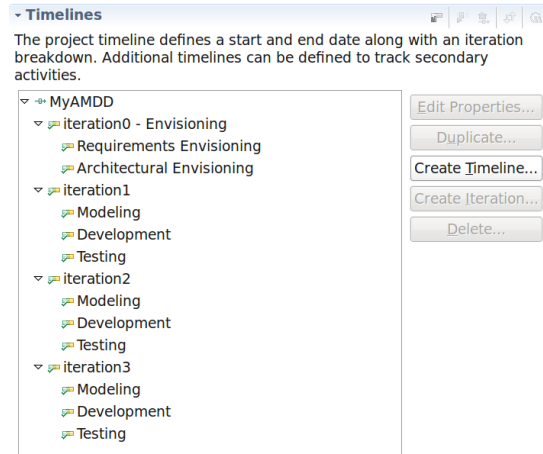 Timelines
The project timeline defines a start and end date along with an iteration
breakdown. Additional timelines can be defined to track secondary
activities.
MyAMDD
iteration0 - Envisioning
Requirements Envisioning
Architectural Envisioning
iteration1
Modeling
Development
Testing
iteration2
Modeling
Development
Testing
iteration3
Modeling
Development
Testing
Edit Properties...
Duplicate...
Create Timeline...
Create Iteration...
Delete...